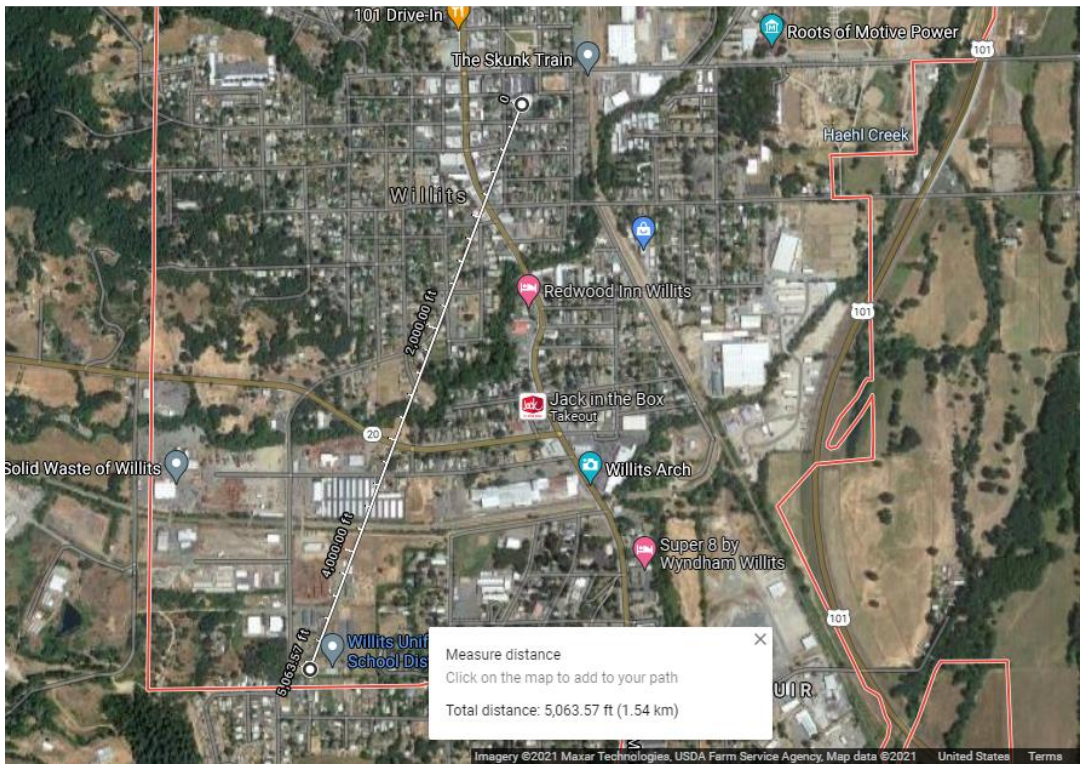 101 Drive-In
Roots of Motive Power
101
The Skunk Train
0
Haehl Creek
Willits
Redwood Inn Willits
2,000.00 ft
101
Jack in the Box
Takeout
20
Solid Waste of Willits
Willits Arch
4,000.00 ft
Super 8 by
Wyndham Willits
101
5,063.57 ft
Willits Unif
School Dis
UIR
Measure distance
Click on the map to add to your path
Total distance: 5,063.57 ft (1.54 km)
Imagery ©2021 Maxar Technologies, USDA Farm Service Agency, Map data ©2021 United States Terms